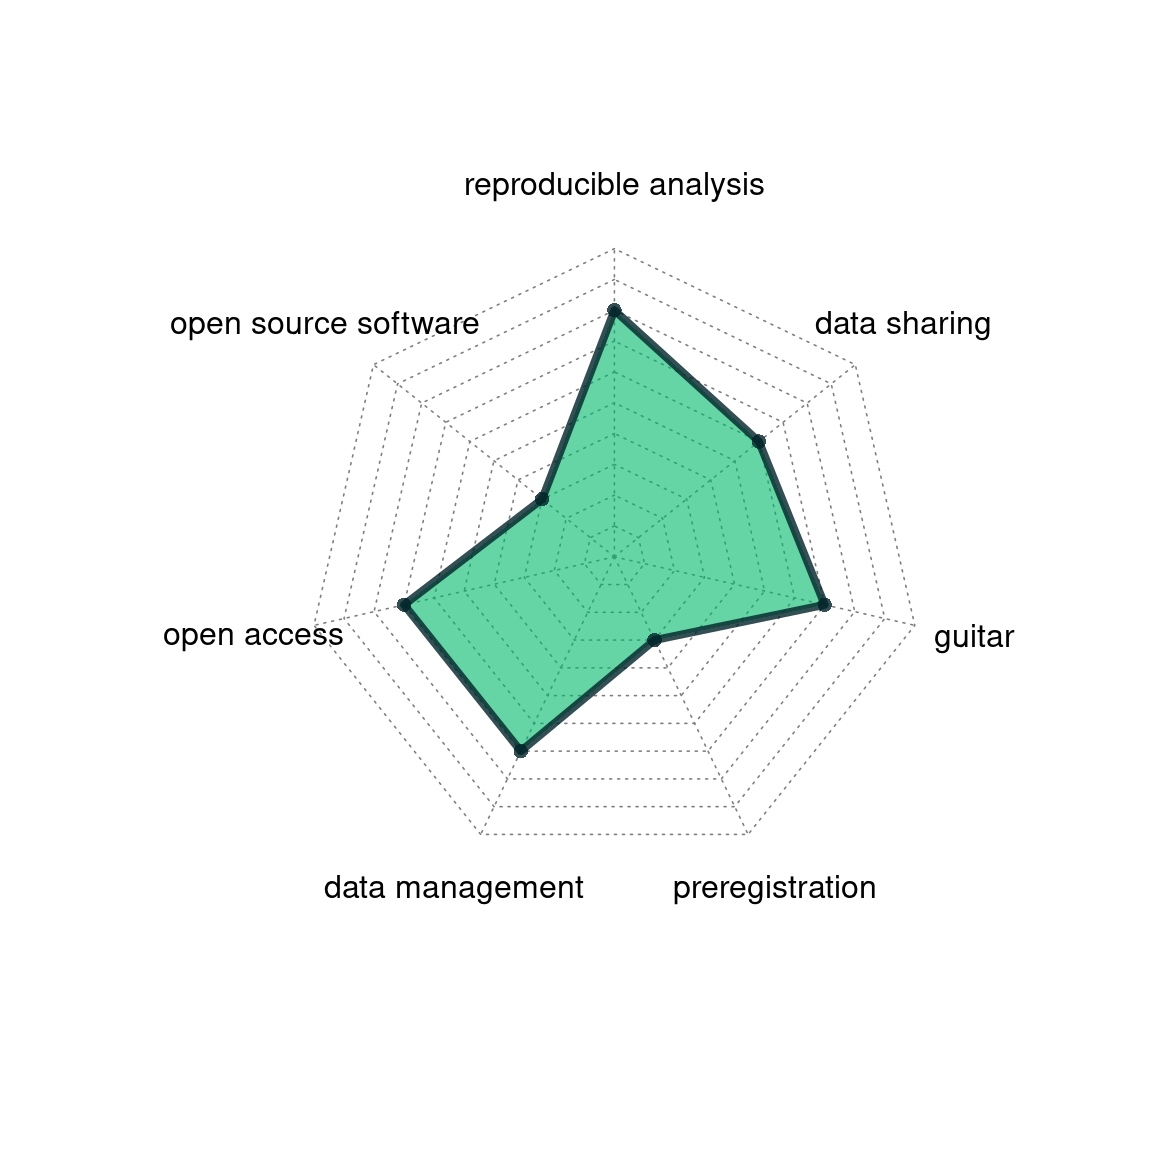 reproducible analysis
open source software
data sharing
open access
guitar
data management
preregistration